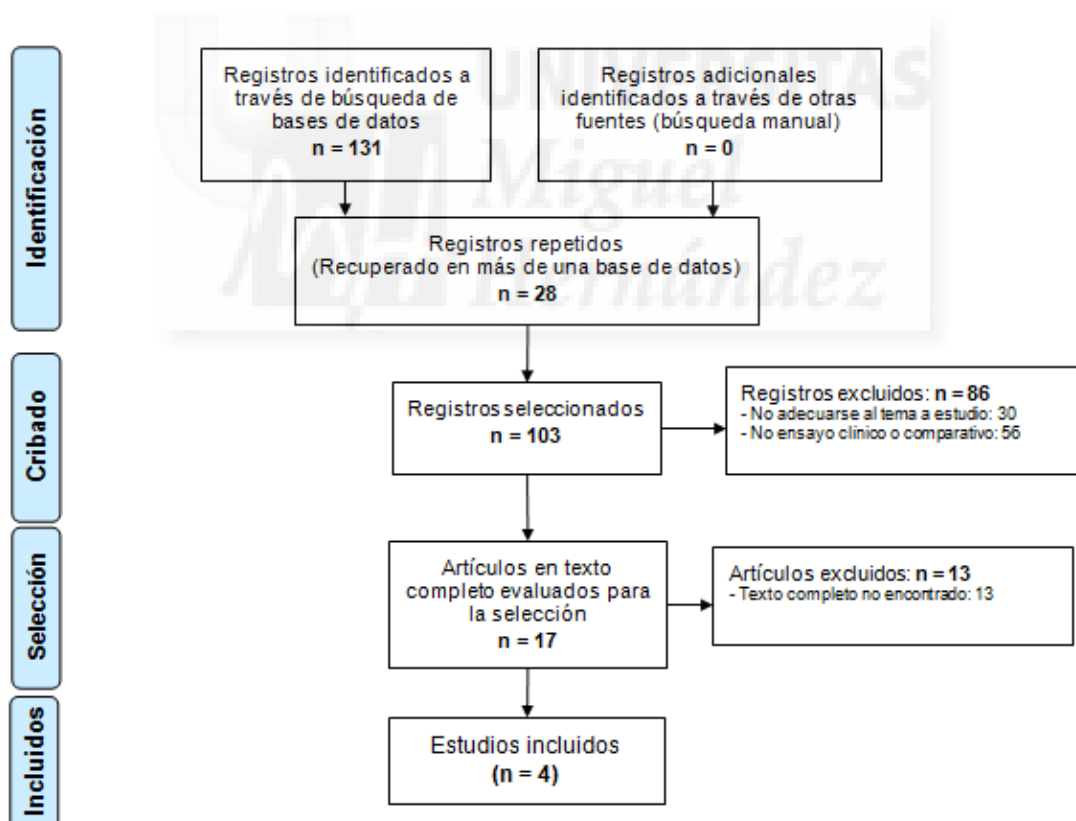 Identificación
Registros identificados a
través de búsqueda de
bases de datos
n = 131
Registros adicionales
identificados a través de otras
fuentes (búsqueda manual)
n = 0
UNIVERSITAS
Miguel
Hernández
Registros repetidos
(Recuperado en más de una base de datos)
n = 28
Cribado
Registros seleccionados
n = 103
Registros excluidos: n = 86
- No adecuarse al tema a estudio: 30
- No ensayo clínico o comparativo: 56
Selección
Artículos en texto
completo evaluados para
la selección
n = 17
Artículos excluidos: n = 13
- Texto completo no encontrado: 13
Incluidos
Estudios incluidos
(n = 4)